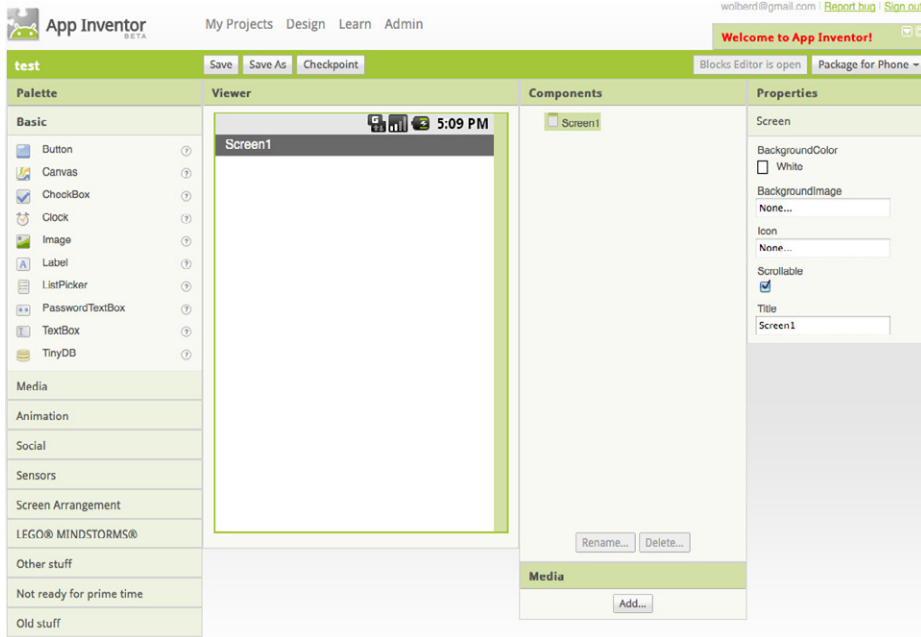 wolberd@gmail.com | Report bug | Sign out
App Inventor
BETA
My Projects Design Learn Admin
Welcome to App Inventor!
test
Save Save As Checkpoint
Blocks Editor is open Package for Phone
Palette
Basic
Button
Canvas
CheckBox
Clock
Image
Label
ListPicker
PasswordTextBox
TextBox
TinyDB
Media
Animation
Social
Sensors
Screen Arrangement
LEGO® MINDSTORMS®
Other stuff
Not ready for prime time
Old stuff
Viewer
5:09 PM
Screen1
Components
Screen1
Rename... Delete...
Media
Add...
Properties
Screen
BackgroundColor
White
BackgroundImage
None...
Icon
None...
Scrollable
Title
Screen1